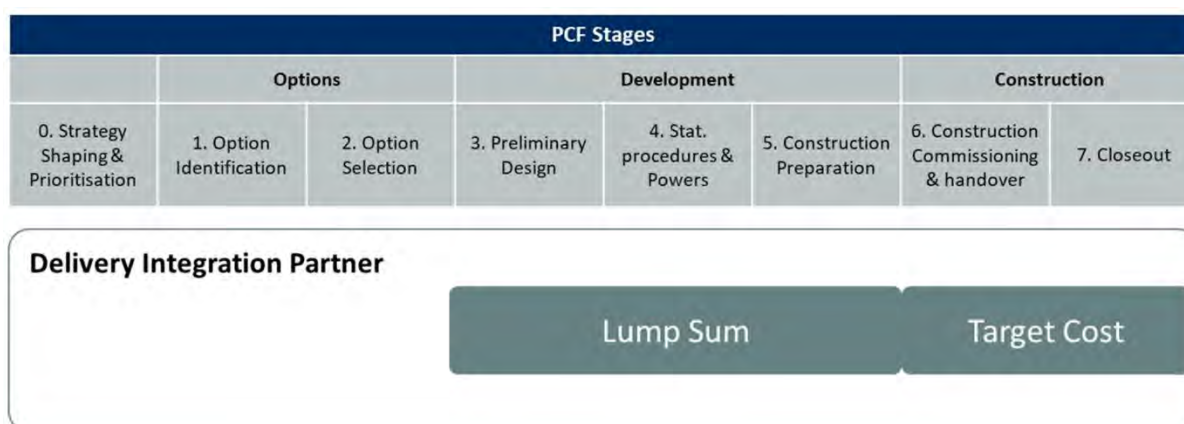 PCF Stages
Options
Development
Construction
0. Strategy
Shaping &
Prioritisation
1. Option
Identification
2. Option
Selection
3. Preliminary
Design
4. Stat.
procedures &
Powers
5. Construction
Preparation
6. Construction
Commissioning
& handover
7. Closeout
Delivery Integration Partner
Lump Sum
Target Cost